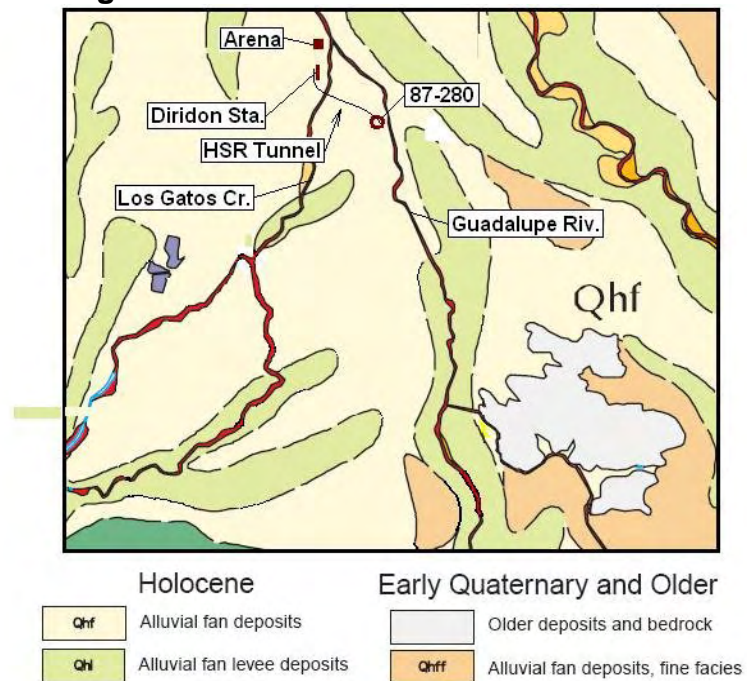 Arena
87-280
Diridon Sta.
HSR Tunnel
Los Gatos Cr.
Guadalupe Riv.
Qhf
Holocene
Early Quaternary and Older
Qhf
Alluvial fan deposits
Older deposits and bedrock
Qhl
Alluvial fan levee deposits
Qhff
Alluvial fan deposits, fine facies